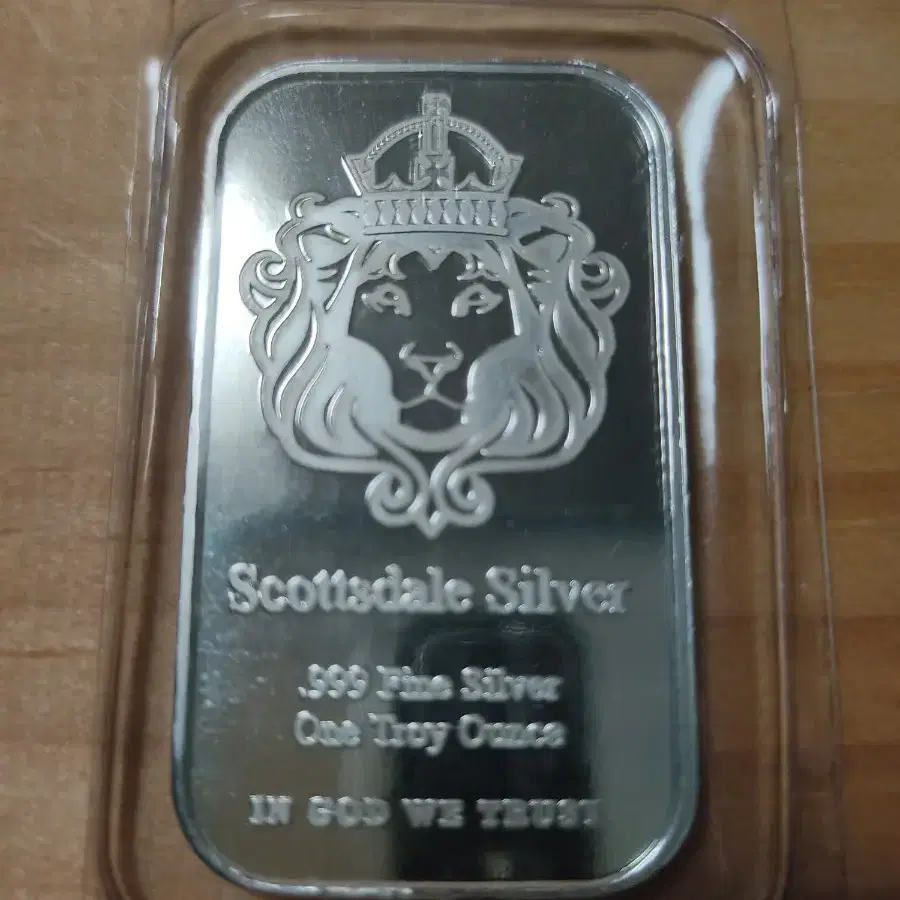 Scottsdale Silver
.999 Fine Silver
One Troy Ounce
IN GOD WE TRUST